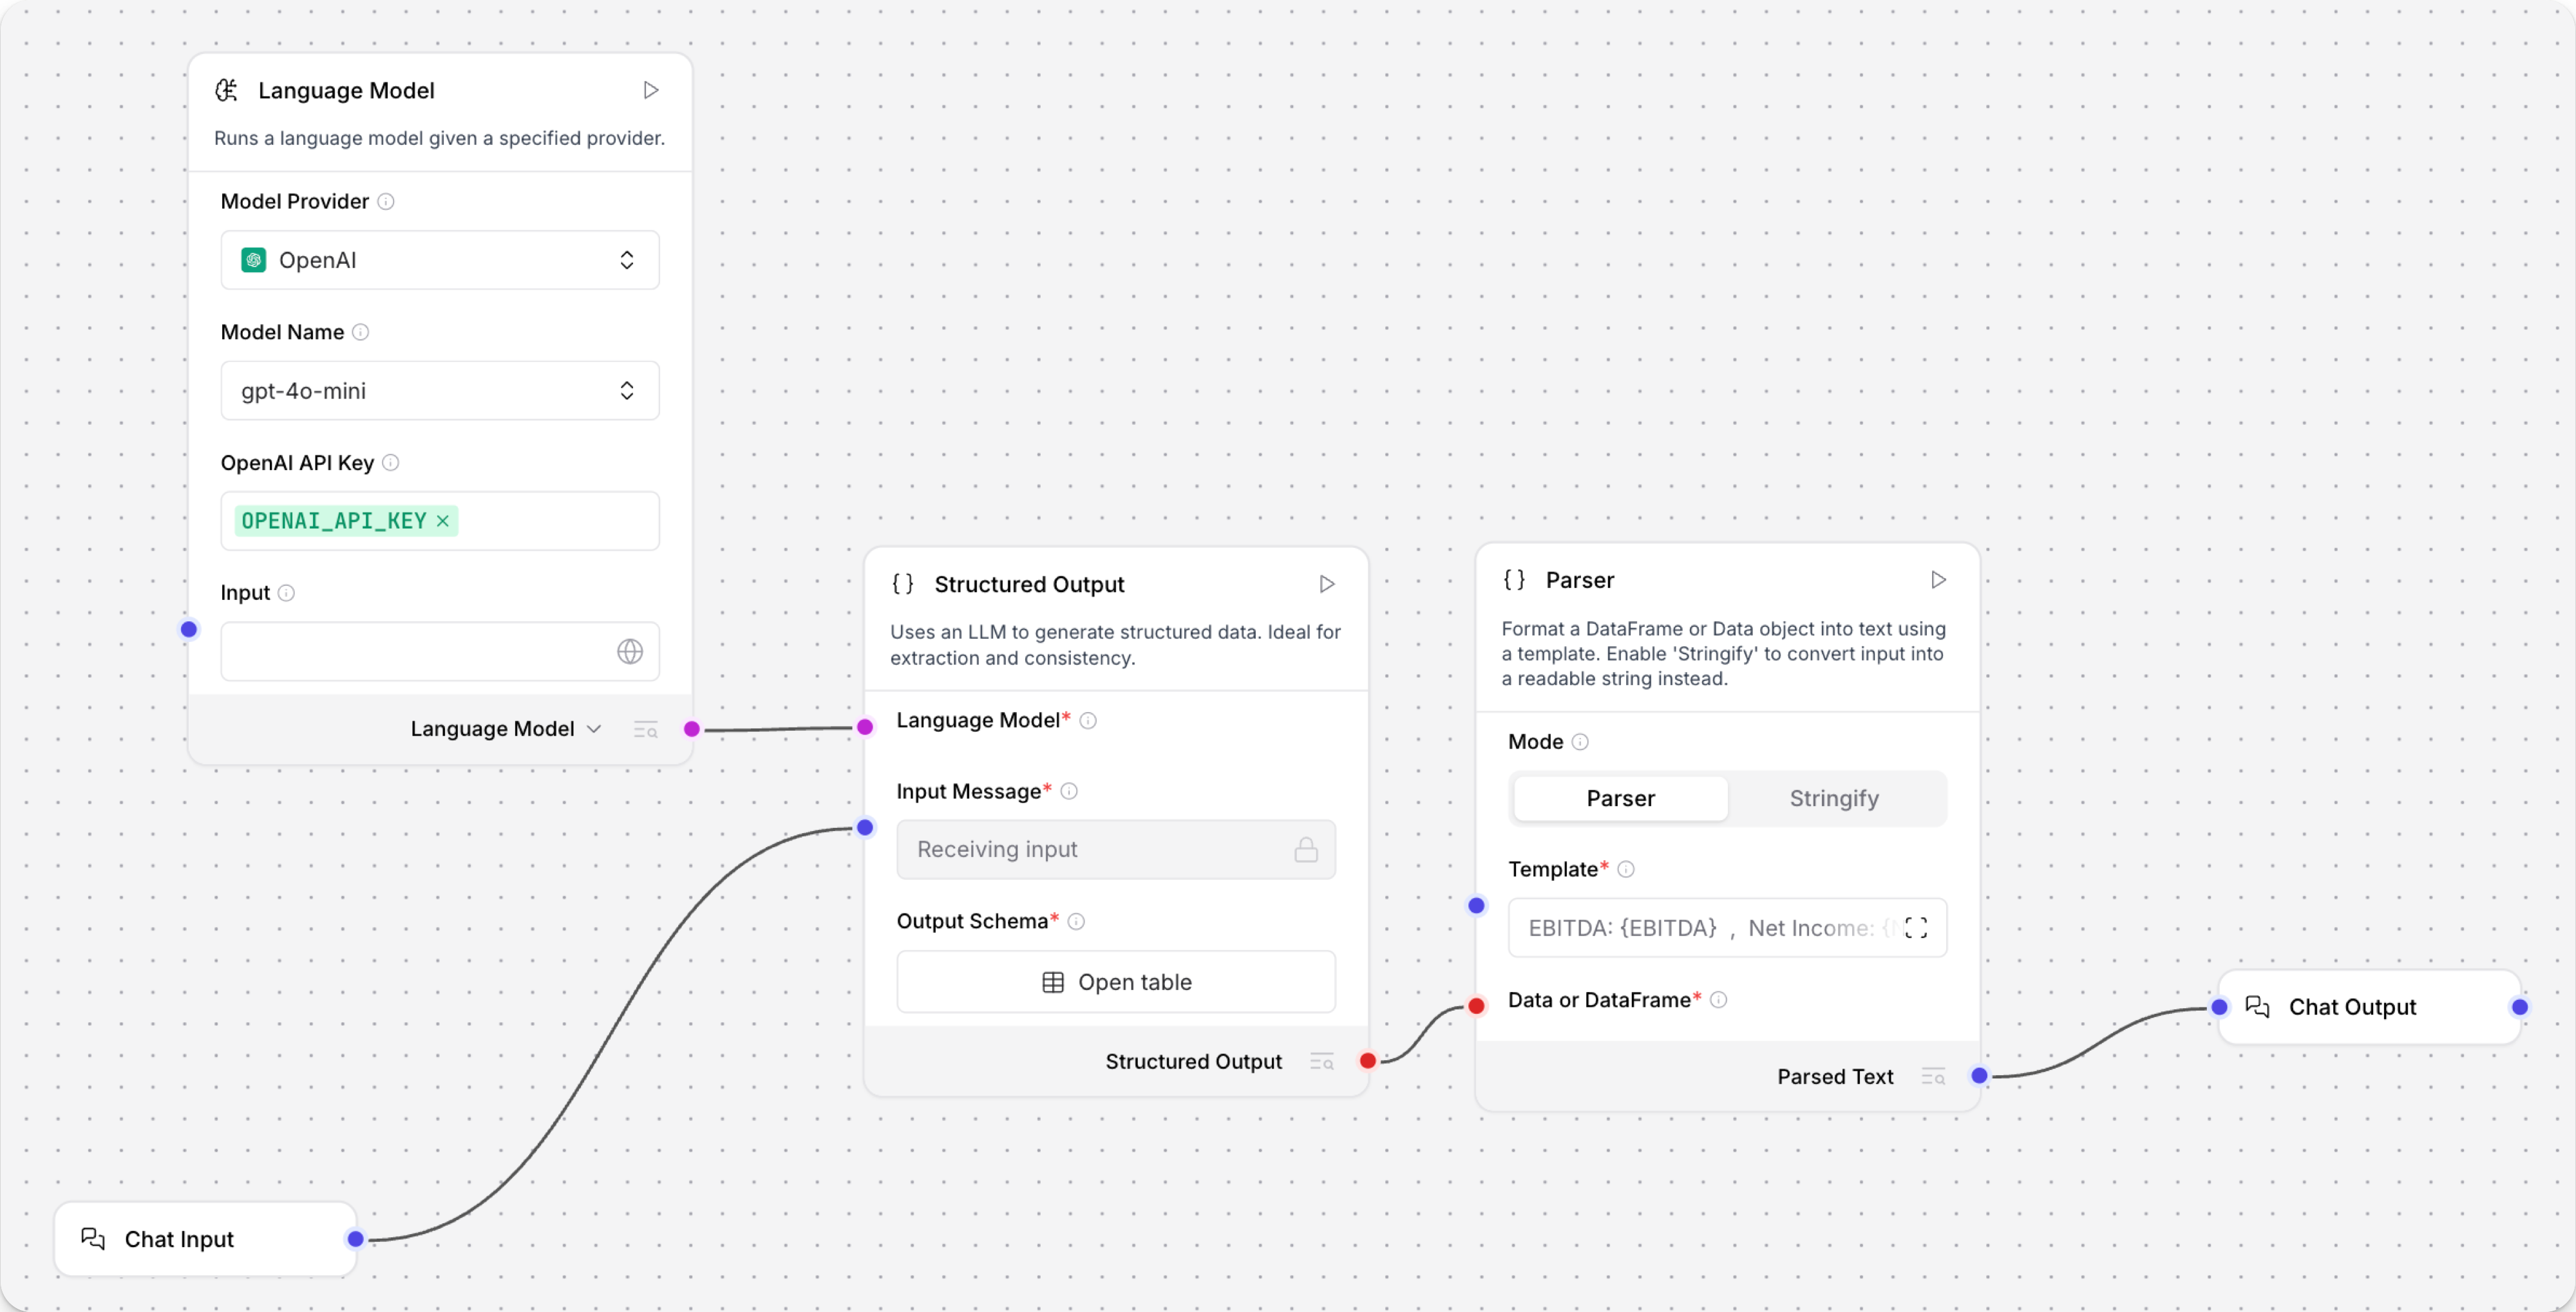 Language Model
Runs a language model given a specified provider.
Model Provider
OpenAI
Model Name
gpt-4o-mini
OpenAI API Key
OPENAI_API_KEY ×
Input
Language Model
Structured Output
Uses an LLM to generate structured data. Ideal for
extraction and consistency.
Language Model*
Input Message*
Receiving input
Output Schema*
Open table
Structured Output
Parser
Format a DataFrame or Data object into text using
a template. Enable 'Stringify' to convert input into
a readable string instead.
Mode
Parser
Stringify
Template*
EBITDA: {EBITDA} , Net Income: {N
Data or DataFrame*
Parsed Text
Chat Output
Chat Input